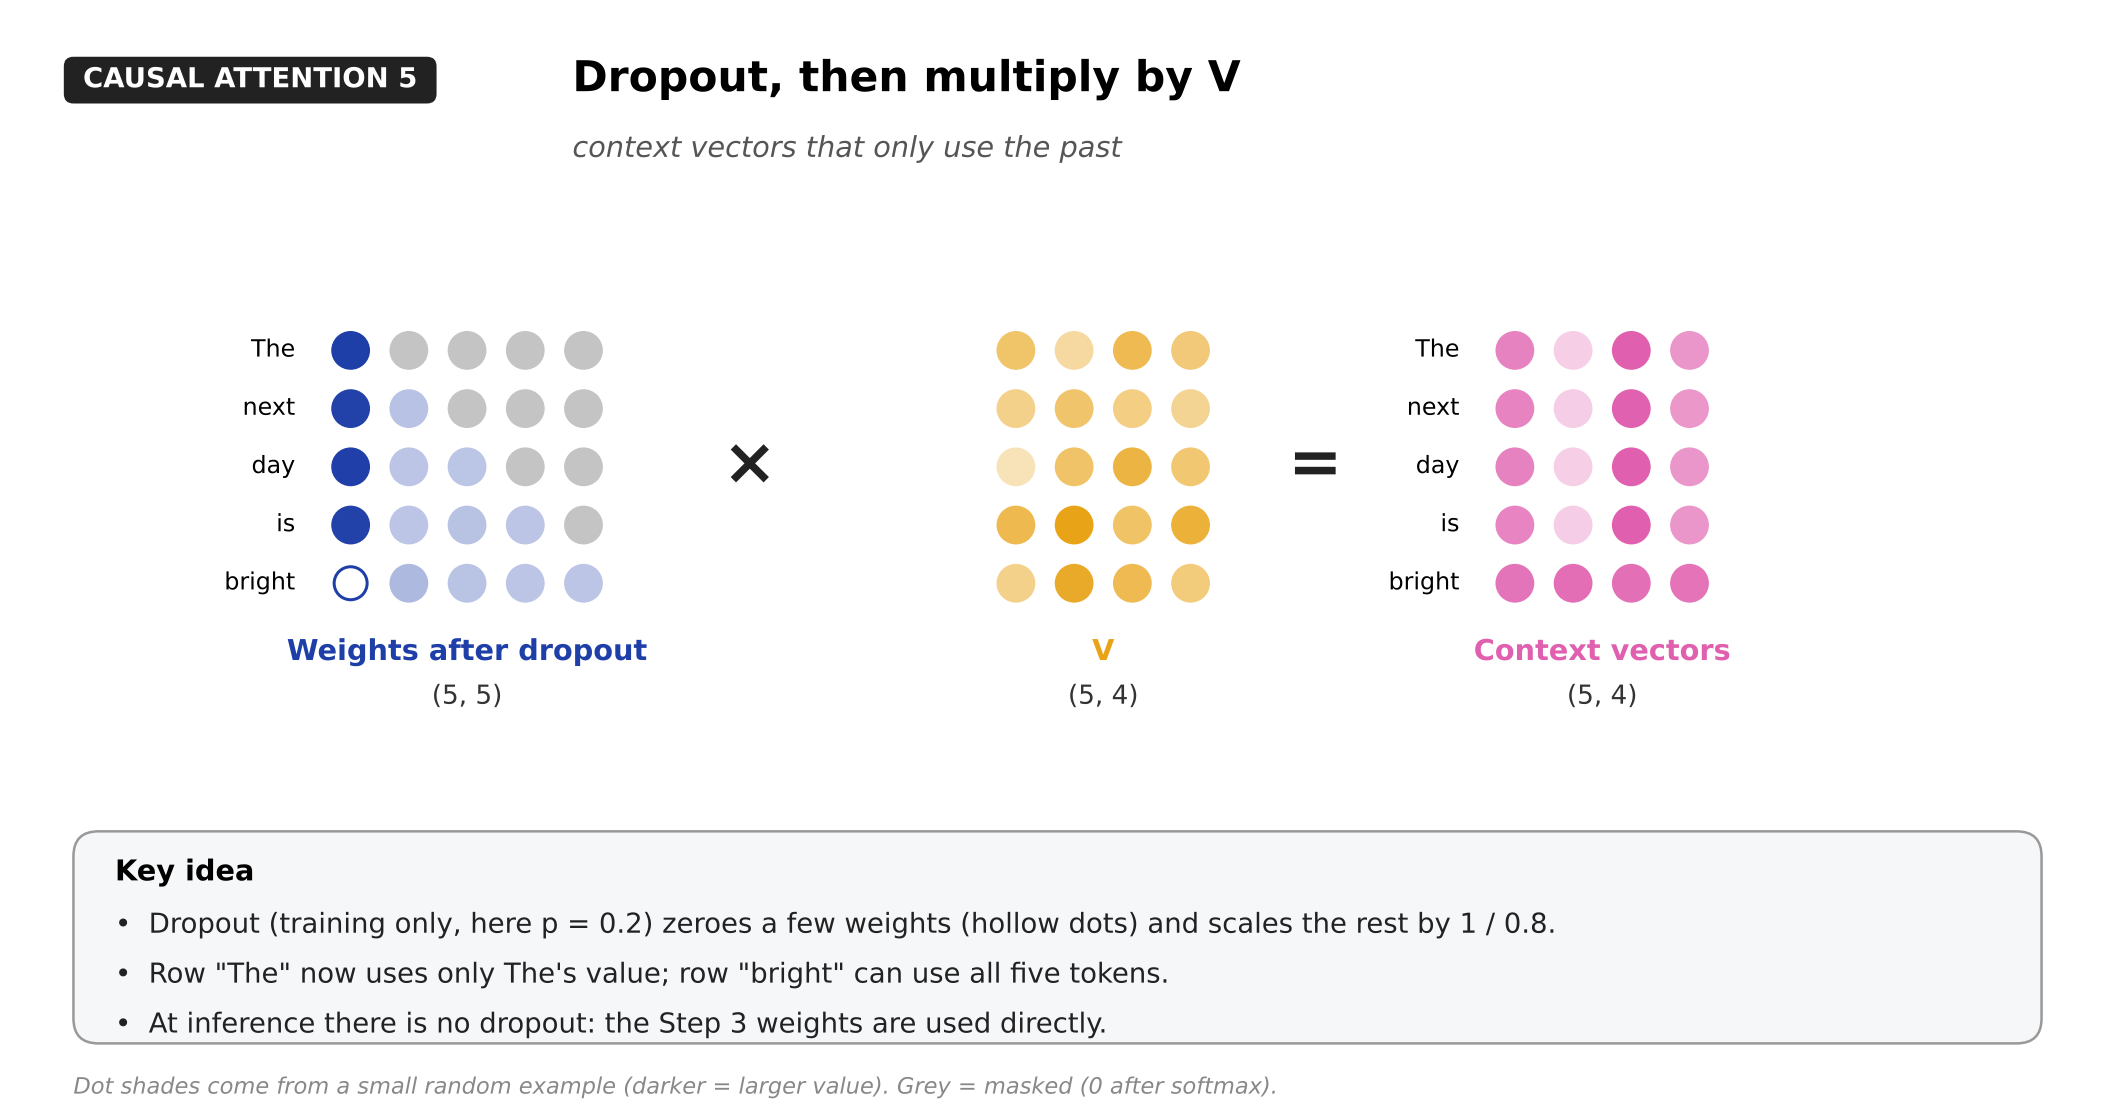 CAUSAL ATTENTION 5
Dropout, then multiply by V
context vectors that only use the past
The
next
day
is
bright
×
=
The
next
day
is
bright
Weights after dropout
(5, 5)
V
(5, 4)
Context vectors
(5, 4)
Key idea
• Dropout (training only, here p = 0.2) zeroes a few weights (hollow dots) and scales the rest by 1 / 0.8.
• Row "The" now uses only The's value; row "bright" can use all five tokens.
• At inference there is no dropout: the Step 3 weights are used directly.
Dot shades come from a small random example (darker = larger value). Grey = masked (0 after softmax).